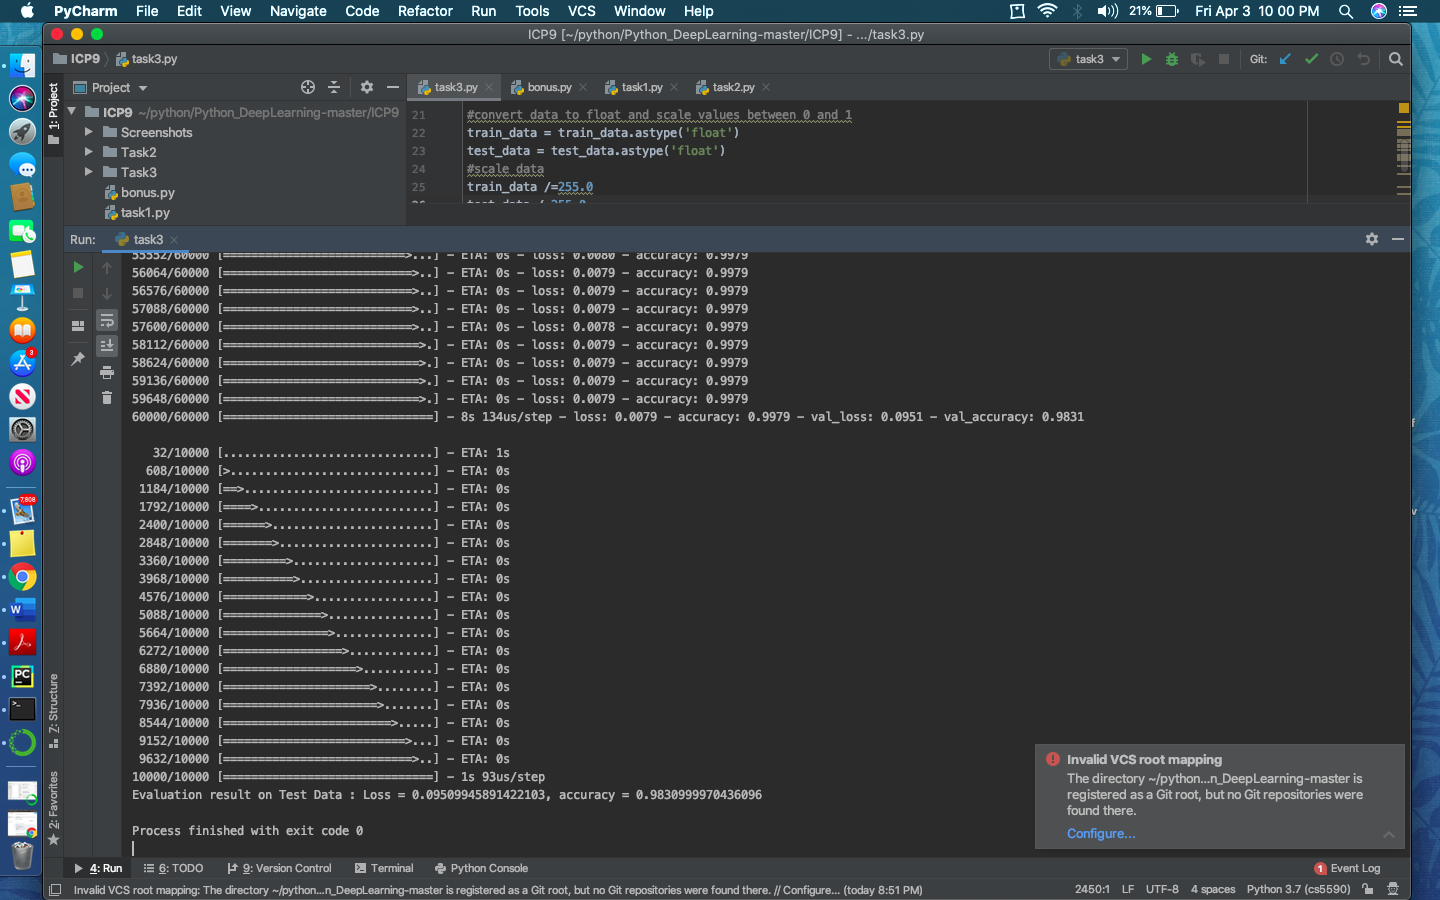 PyCharm File Edit View Navigate Code Refactor Run Tools VCS Window Help 21% Fri Apr 3 10 00 PM
ICP9 [~/python/Python_DeepLearning-master/ICP9] - .../task3.py
ICP9 task3.py task3 Git:
Project task3.py bonus.py task1.py task2.py
1: Project
ICP9 ~/python/Python_DeepLearning-master/ICP9
Screenshots
Task2
Task3
bonus.py
task1.py
21 #convert data to float and scale values between 0 and 1
22 train_data = train_data.astype('float')
23 test_data = test_data.astype('float')
24 #scale data
25 train_data /=255.0
26 test_data /=255.0
Run: task3
55552/60000 [==========================>...] - ETA: 0s - loss: 0.0080 - accuracy: 0.9979
56064/60000 [===========================>..] - ETA: 0s - loss: 0.0079 - accuracy: 0.9979
56576/60000 [===========================>..] - ETA: 0s - loss: 0.0079 - accuracy: 0.9979
57088/60000 [===========================>..] - ETA: 0s - loss: 0.0079 - accuracy: 0.9979
57600/60000 [===========================>..] - ETA: 0s - loss: 0.0078 - accuracy: 0.9979
58112/60000 [============================>.] - ETA: 0s - loss: 0.0079 - accuracy: 0.9979
58624/60000 [============================>.] - ETA: 0s - loss: 0.0079 - accuracy: 0.9979
59136/60000 [============================>.] - ETA: 0s - loss: 0.0079 - accuracy: 0.9979
59648/60000 [============================>.] - ETA: 0s - loss: 0.0079 - accuracy: 0.9979
60000/60000 [==============================] - 8s 134us/step - loss: 0.0079 - accuracy: 0.9979 - val_loss: 0.0951 - val_accuracy: 0.9831
32/10000 [..............................] - ETA: 1s
608/10000 [>.............................] - ETA: 0s
1184/10000 [==>...........................] - ETA: 0s
1792/10000 [====>.........................] - ETA: 0s
2400/10000 [======>.......................] - ETA: 0s
2848/10000 [=======>......................] - ETA: 0s
3360/10000 [=========>....................] - ETA: 0s
3968/10000 [==========>...................] - ETA: 0s
4576/10000 [============>.................] - ETA: 0s
5088/10000 [==============>...............] - ETA: 0s
5664/10000 [===============>..............] - ETA: 0s
6272/10000 [=================>............] - ETA: 0s
6880/10000 [===================>..........] - ETA: 0s
7392/10000 [=====================>........] - ETA: 0s
7936/10000 [======================>.......] - ETA: 0s
8544/10000 [========================>.....] - ETA: 0s
9152/10000 [==========================>...] - ETA: 0s
9632/10000 [===========================>..] - ETA: 0s
10000/10000 [==============================] - 1s 93us/step
Evaluation result on Test Data : Loss = 0.09509945891422103, accuracy = 0.9830999970436096
Process finished with exit code 0
Z: Structure
2: Favorites
3
7,808
W
PC
Invalid VCS root mapping
The directory ~/python...n_DeepLearning-master is
registered as a Git root, but no Git repositories were
found there.
Configure...
4: Run 6: TODO 9: Version Control Terminal Python Console 1 Event Log
Invalid VCS root mapping: The directory ~/python...n_DeepLearning-master is registered as a Git root, but no Git repositories were found there. // Configure... (today 8:51 PM) 2450:1 LF UTF-8 4 spaces Python 3.7 (cs5590)